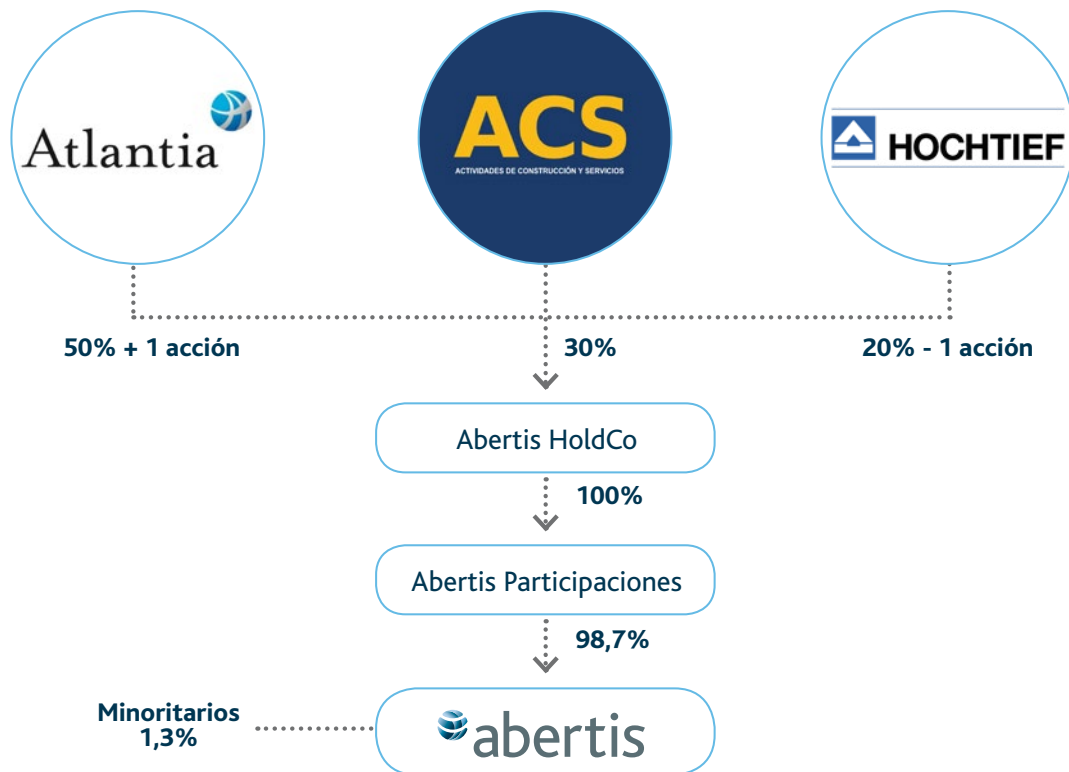 Atlantia
ACS
ACTIVIDADES DE CONSTRUCCIÓN Y SERVICIOS
HOCHTIEF
50% + 1 acción
30%
20% - 1 acción
Abertis HoldCo
100%
Abertis Participaciones
98,7%
Minoritarios
1,3%
abertis